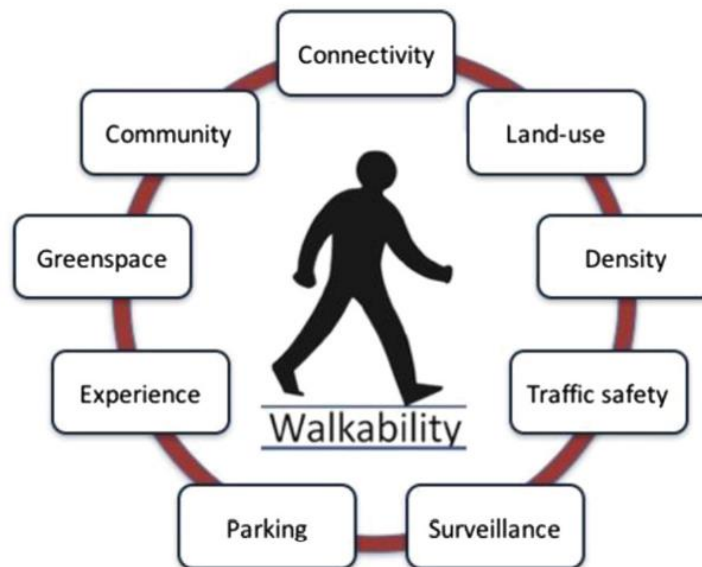 Connectivity
Land-use
Density
Traffic safety
Surveillance
Parking
Experience
Greenspace
Community
Walkability